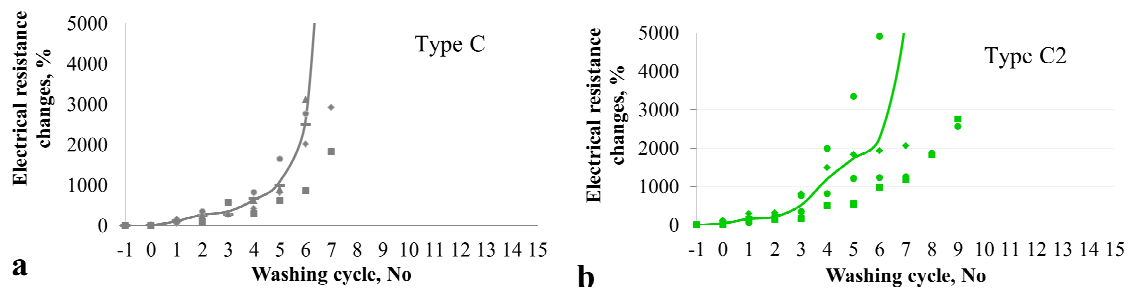 5000
4000
3000
2000
1000
0
Electrical resistance
changes, %
Type C
-1 0 1 2 3 4 5 6 7 8 9 10 11 12 13 14 15
Washing cycle, No
a
5000
4000
3000
2000
1000
0
Electrical resistance
changes, %
Type C2
-1 0 1 2 3 4 5 6 7 8 9 10 11 12 13 14 15
Washing cycle, No
b